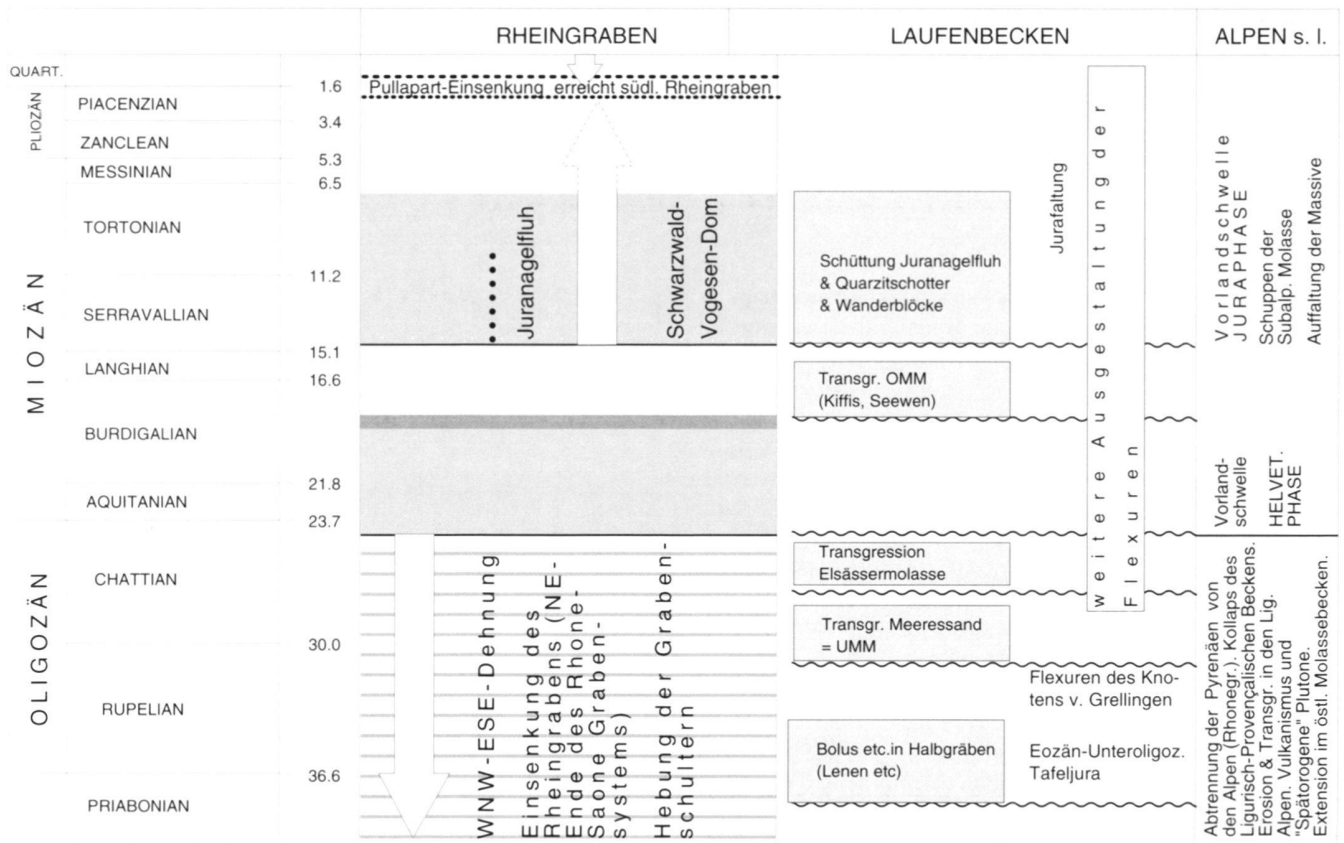 RHEINGRABEN
LAUFENBECKEN
ALPEN s. l.
QUART.
PLIOZÄN
MIOZÄN
OLIGOZÄN
PIACENZIAN
ZANCLEAN
MESSINIAN
TORTONIAN
SERRAVALLIAN
LANGHIAN
BURDIGALIAN
AQUITANIAN
CHATTIAN
RUPELIAN
PRIABONIAN
1.6
3.4
5.3
6.5
11.2
15.1
16.6
21.8
23.7
30.0
36.6
Pullapart-Einsenkung erreicht südl. Rheingraben
Juranagelfluh
Schwarzwald-
Vogesen-Dom
WNW-ESE-Dehnung
Einsenkung des
Rheingrabens (NE-
Ende des Rhone-
Saone Graben-
systems)
Hebung der Graben-
schultern
Schüttung Juranagelfluh
& Quarzitschotter
& Wanderblöcke
Transgr. OMM
(Kiffis, Seewen)
Transgression
Elsässermolasse
Transgr. Meeressand
= UMM
Flexuren des Kno-
tens v. Grellingen
Bolus etc.in Halbgräben
(Lenen etc)
Eozän-Unteroligoz.
Tafeljura
Jurafaltung
weitere Ausgestaltung der
Flexuren
Vorlandschwelle
JURAPHASE
Schuppen der
Subalp. Molasse
Auffaltung der Massive
Vorland-
schwelle
HELVET.
PHASE
Abtrennung der Pyrenäen von
den Alpen (Rhonegr.). Kollaps des
Ligurisch-Provençalischen Beckens.
Erosion & Transgr. in den Lig.
Alpen. Vulkanismus und
"Spätorogene" Plutone.
Extension im östl. Molassebecken.